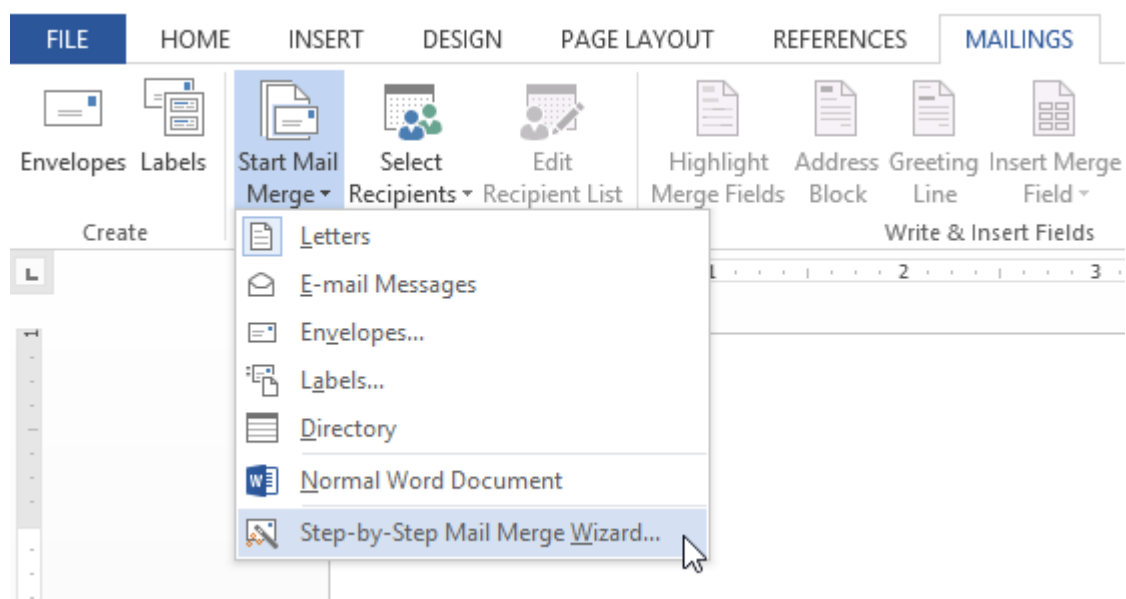 FILE HOME INSERT DESIGN PAGE LAYOUT REFERENCES MAILINGS
Envelopes Labels Start Mail Select Edit Highlight Address Greeting Insert Merge
Merge Recipients Recipient List Merge Fields Block Line Field
Create Write & Insert Fields
Letters
E-mail Messages
Envelopes...
Labels...
Directory
Normal Word Document
Step-by-Step Mail Merge Wizard...
L 1 2 3
1